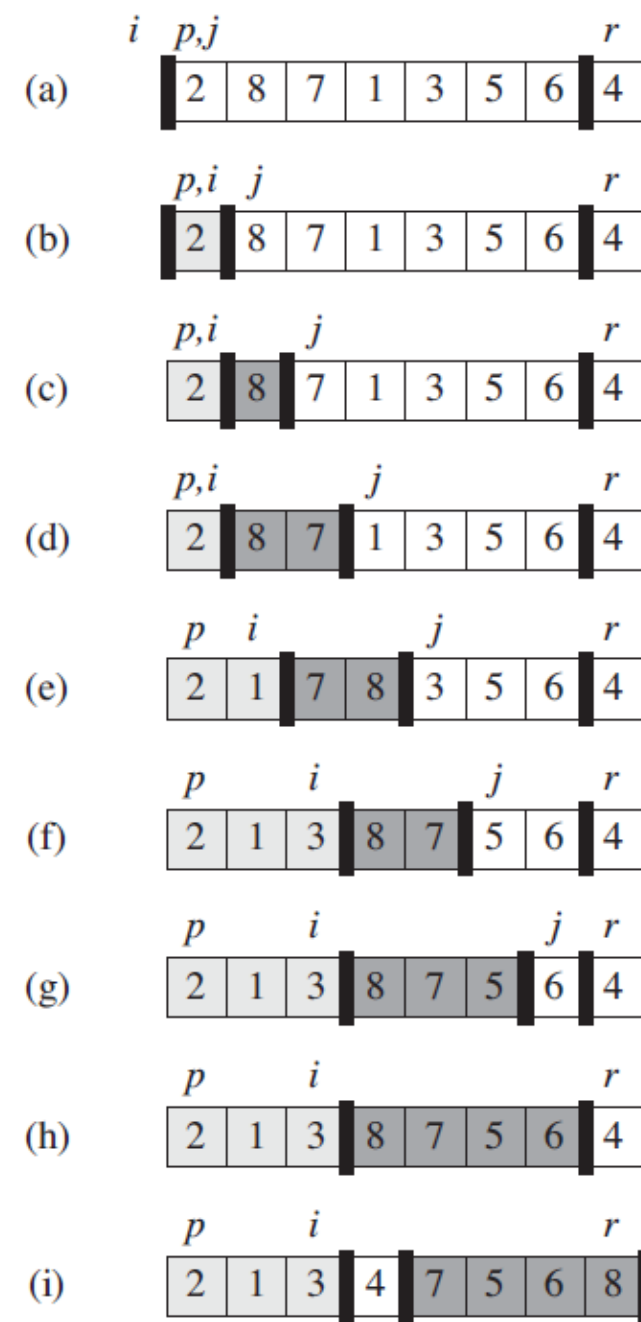 i p,j r
(a) 2 8 7 1 3 5 6 4
p,i j r
(b) 2 8 7 1 3 5 6 4
p,i j r
(c) 2 8 7 1 3 5 6 4
p,i j r
(d) 2 8 7 1 3 5 6 4
p i j r
(e) 2 1 7 8 3 5 6 4
p i j r
(f) 2 1 3 8 7 5 6 4
p i j r
(g) 2 1 3 8 7 5 6 4
p i r
(h) 2 1 3 8 7 5 6 4
p i r
(i) 2 1 3 4 7 5 6 8